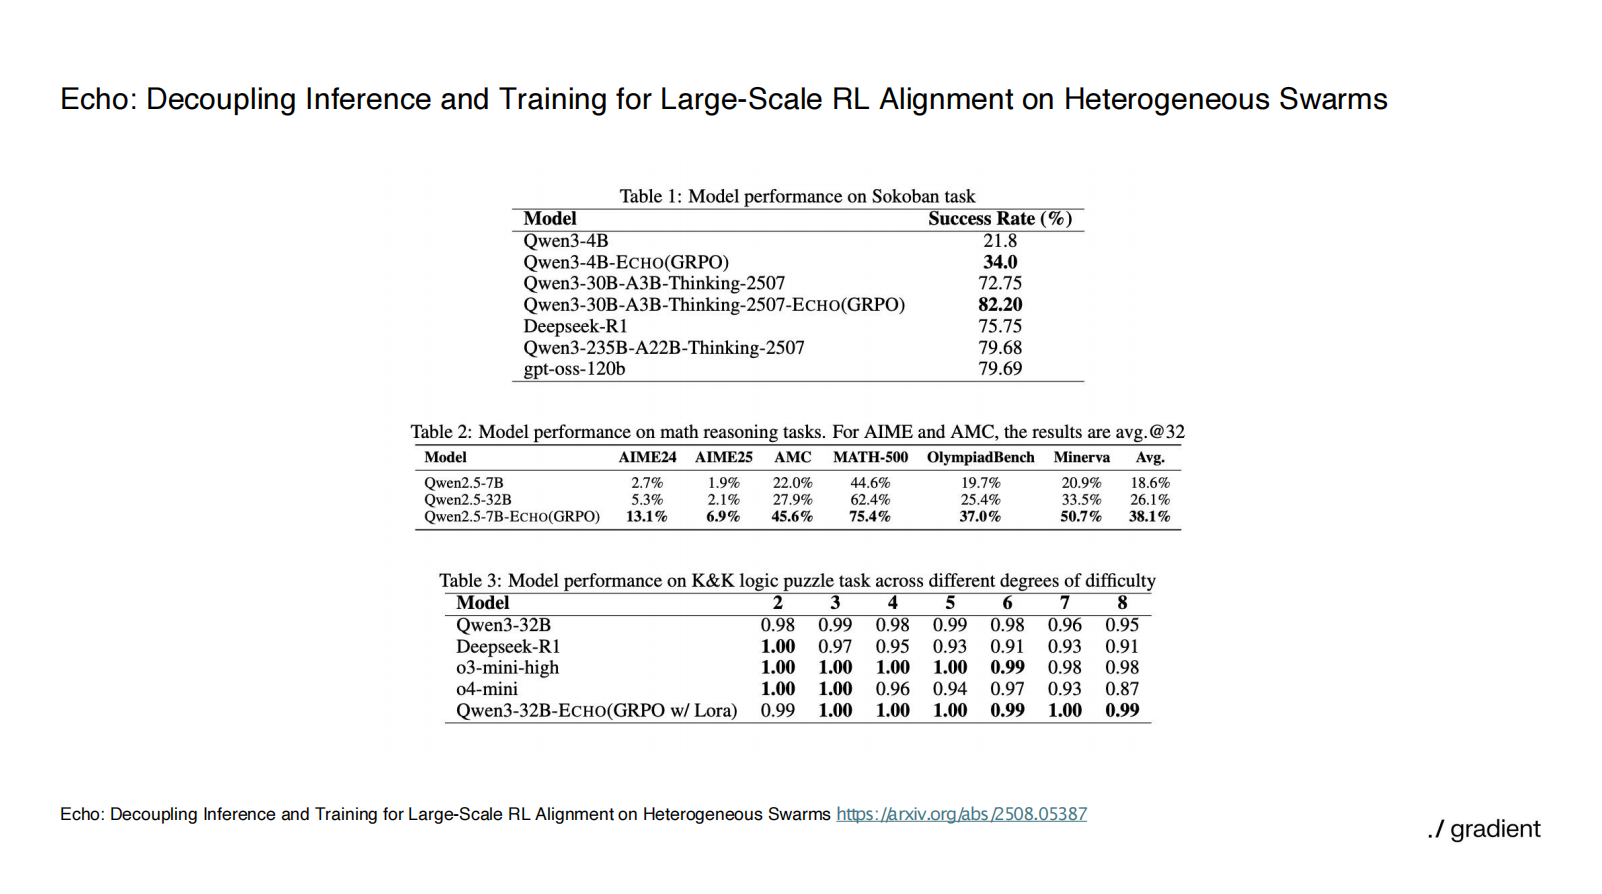 Echo: Decoupling Inference and Training for Large-Scale RL Alignment on Heterogeneous Swarms
Table 1: Model performance on Sokoban task
Model Success Rate (%)
Qwen3-4B 21.8
Qwen3-4B-ECHO(GRPO) 34.0
Qwen3-30B-A3B-Thinking-2507 72.75
Qwen3-30B-A3B-Thinking-2507-ECHO(GRPO) 82.20
Deepseek-R1 75.75
Qwen3-235B-A22B-Thinking-2507 79.68
gpt-oss-120b 79.69
Table 2: Model performance on math reasoning tasks. For AIME and AMC, the results are avg.@32
Model AIME24 AIME25 AMC MATH-500 OlympiadBench Minerva Avg.
Qwen2.5-7B 2.7% 1.9% 22.0% 44.6% 19.7% 20.9% 18.6%
Qwen2.5-32B 5.3% 2.1% 27.9% 62.4% 25.4% 33.5% 26.1%
Qwen2.5-7B-ECHO(GRPO) 13.1% 6.9% 45.6% 75.4% 37.0% 50.7% 38.1%
Table 3: Model performance on K&K logic puzzle task across different degrees of difficulty
Model 2 3 4 5 6 7 8
Qwen3-32B 0.98 0.99 0.98 0.99 0.98 0.96 0.95
Deepseek-R1 1.00 0.97 0.95 0.93 0.91 0.93 0.91
o3-mini-high 1.00 1.00 1.00 1.00 0.99 0.98 0.98
o4-mini 1.00 1.00 0.96 0.94 0.97 0.93 0.87
Qwen3-32B-ECHO(GRPO w/ Lora) 0.99 1.00 1.00 1.00 0.99 1.00 0.99
Echo: Decoupling Inference and Training for Large-Scale RL Alignment on Heterogeneous Swarms https://arxiv.org/abs/2508.05387
./ gradient